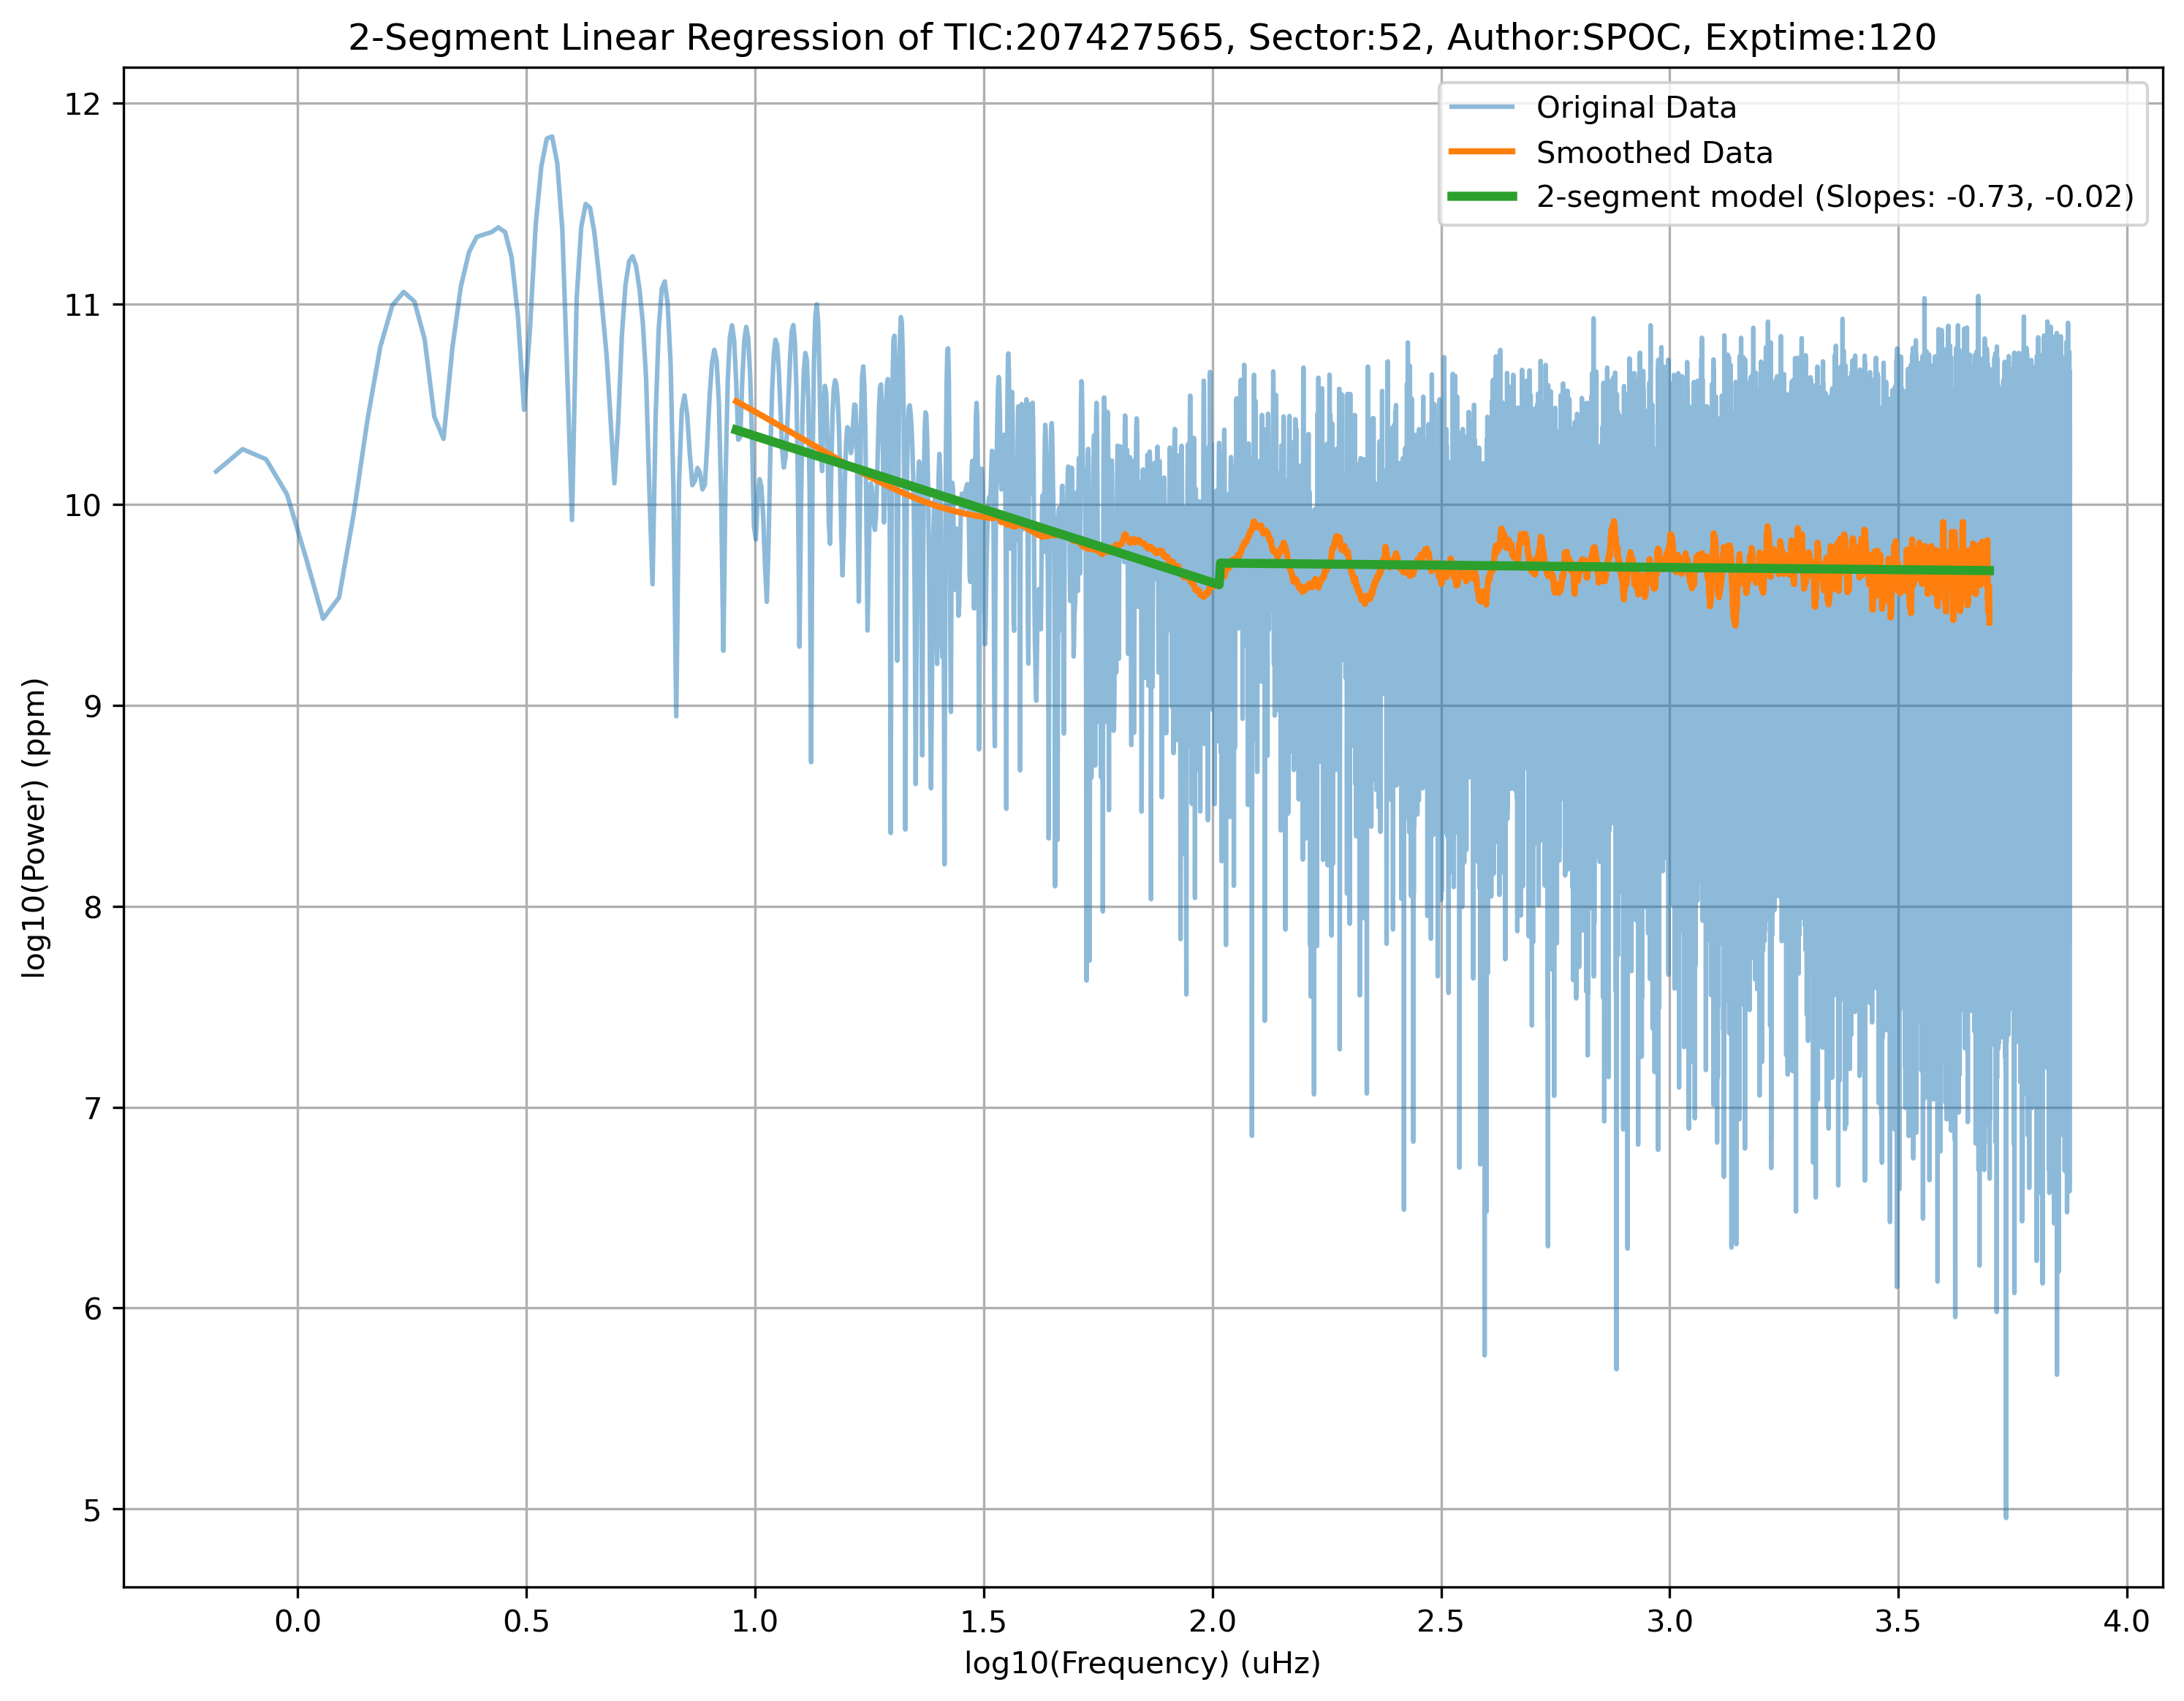 2-Segment Linear Regression of TIC:207427565, Sector:52, Author:SPOC, Exptime:120
Original Data
Smoothed Data
2-segment model (Slopes: -0.73, -0.02)
log10(Power) (ppm)
12
11
10
9
8
7
6
5
0.0 0.5 1.0 1.5 2.0 2.5 3.0 3.5 4.0
log10(Frequency) (uHz)